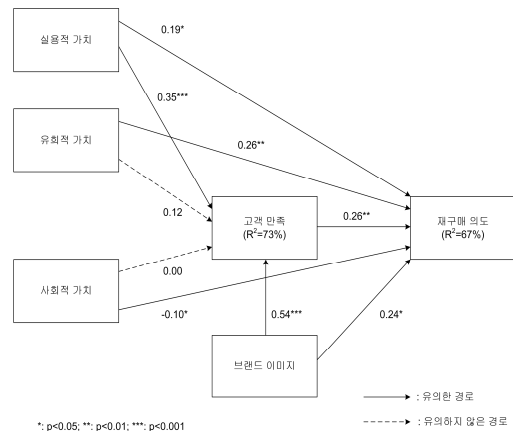 실용적 가치
0.19*
0.35***
유희적 가치
0.26**
0.12
고객 만족
(R²=73%)
0.26**
재구매 의도
(R²=67%)
0.00
사회적 가치
-0.10*
0.54***
0.24*
브랜드 이미지
: 유의한 경로
: 유의하지 않은 경로
*: p<0.05; **: p<0.01; ***: p<0.001